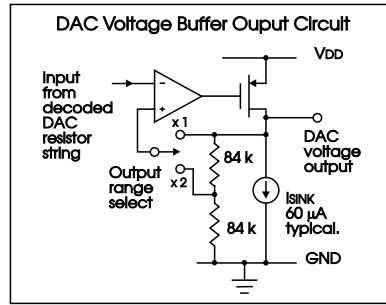 DAC Voltage Buffer Ouput Circuit
VDD
Input
from
decoded
DAC
resistor
string
−
+
x 1
DAC
voltage
output
84 k
Output
range
select
x 2
ISINK
60 µA
typical.
84 k
GND